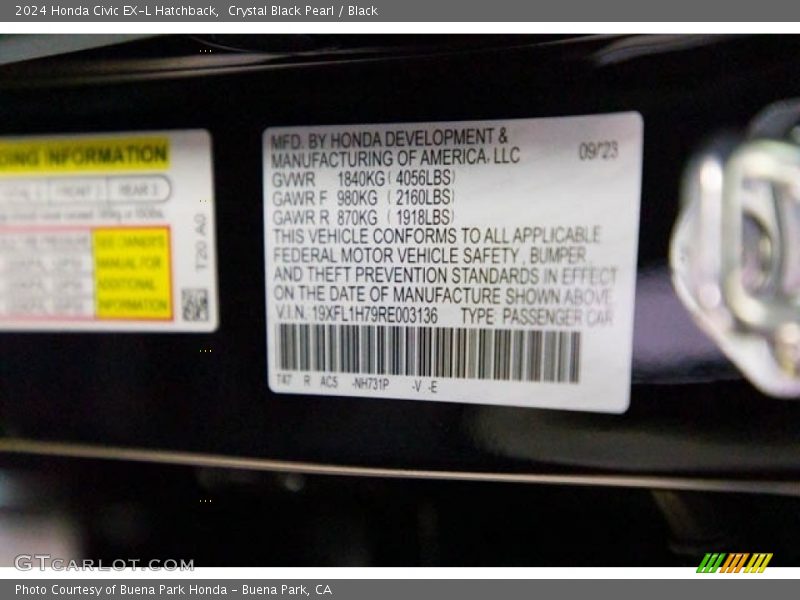 2024 Honda Civic EX-L Hatchback, Crystal Black Pearl / Black
DING INFORMATION
FRONT REAR 3
SEE OWNER'S
MANUAL FOR
ADDITIONAL
INFORMATION
T20 A0
MFD. BY HONDA DEVELOPMENT &
MANUFACTURING OF AMERICA, LLC 09/23
GVWR 1840KG ( 4056LBS)
GAWR F 980KG ( 2160LBS)
GAWR R 870KG ( 1918LBS)
THIS VEHICLE CONFORMS TO ALL APPLICABLE
FEDERAL MOTOR VEHICLE SAFETY, BUMPER
AND THEFT PREVENTION STANDARDS IN EFFECT
ON THE DATE OF MANUFACTURE SHOWN ABOVE.
V.I.N. 19XFL1H79RE003136 TYPE PASSENGER CAR
T47 R AC5 -NH731P -V -E
GTCARLOT.COM
Photo Courtesy of Buena Park Honda - Buena Park, CA